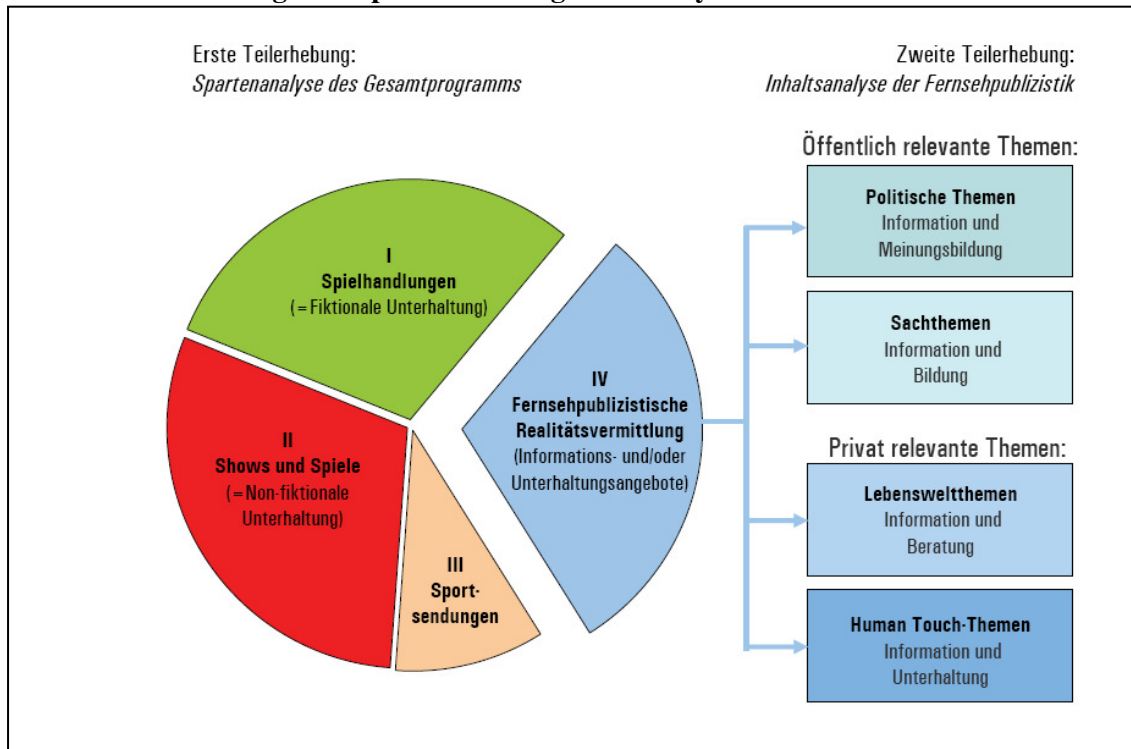 Erste Teilerhebung:
Spartenanalyse des Gesamtprogramms
Zweite Teilerhebung:
Inhaltsanalyse der Fernsehpublizistik
I
Spielhandlungen
(=Fiktionale Unterhaltung)
II
Shows und Spiele
(=Non-fiktionale
Unterhaltung)
III
Sport-
sendungen
IV
Fernsehpublizistische
Realitätsvermittlung
(Informations- und/oder
Unterhaltungsangebote)
Öffentlich relevante Themen:
Politische Themen
Information und
Meinungsbildung
Sachthemen
Information und
Bildung
Privat relevante Themen:
Lebensweltthemen
Information und
Beratung
Human Touch-Themen
Information und
Unterhaltung